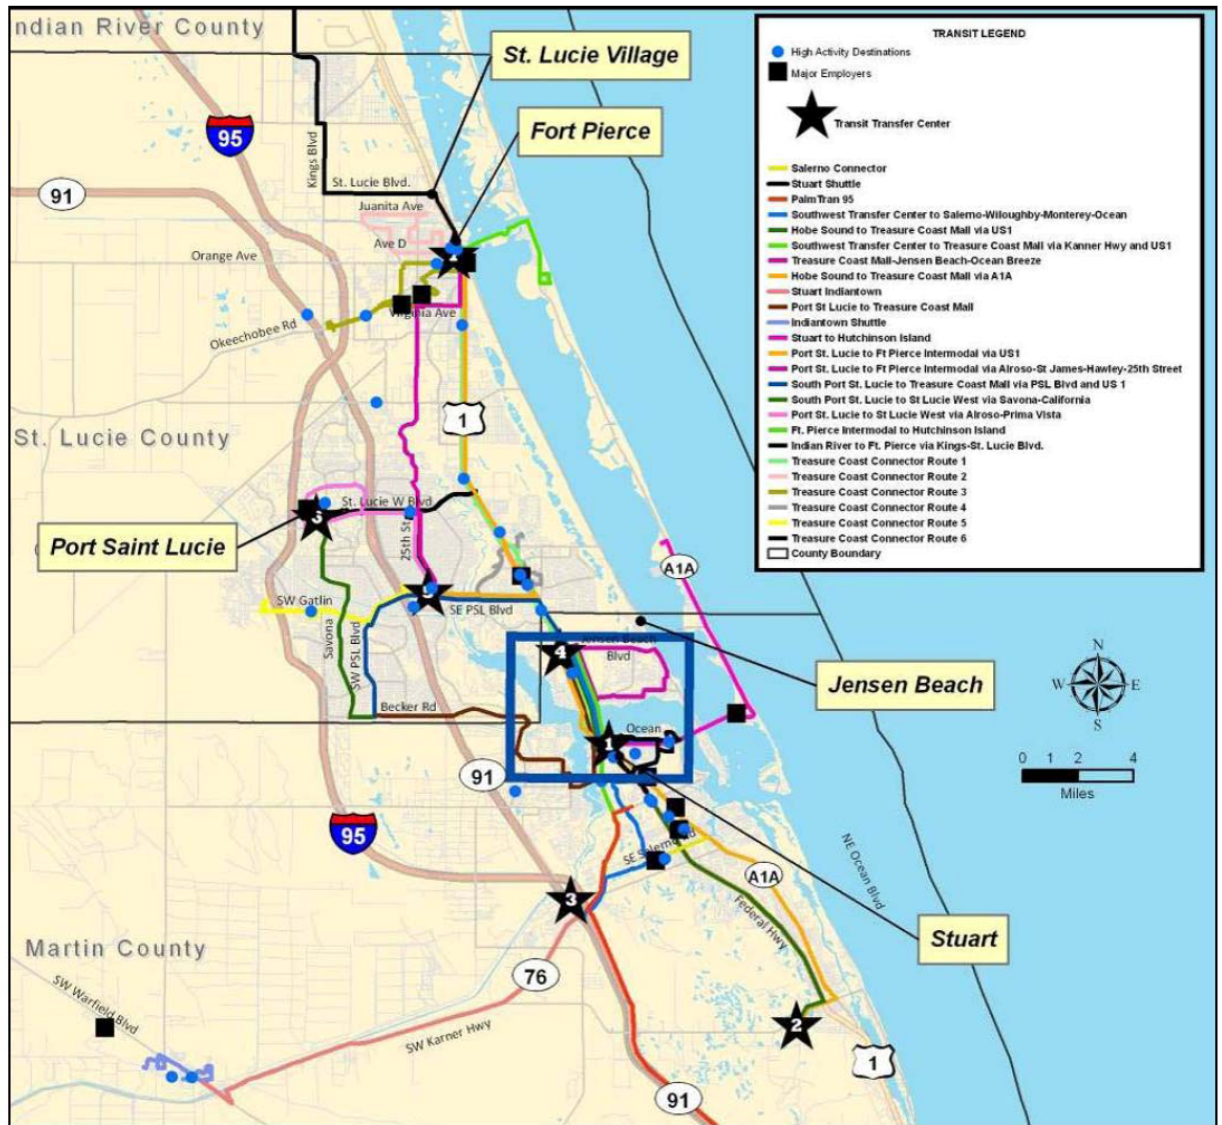 ndian River County
St. Lucie Village
Fort Pierce
95
91
Kings Blvd
St. Lucie Blvd.
Juanita Ave
Ave D
Orange Ave
Okeechobee Rd
Virginia Ave
1
St. Lucie County
St. Lucie W Blvd
Port Saint Lucie
25th St
SW Gatlin
SE PSL Blvd
Savona
SW PSL Blvd
Becker Rd
A1A
4
Jensen Beach
Blvd
Jensen Beach
Ocean
1
91
95
SE Salerno Rd
A1A
NE Ocean Blvd
3
Federal Hwy
Stuart
Martin County
76
SW Warfield Blvd
SW Karner Hwy
2
1
91
TRANSIT LEGEND
High Activity Destinations
Major Employers
Transit Transfer Center
Salerno Connector
Stuart Shuttle
PalmTran 95
Southwest Transfer Center to Salerno-Wiloughby-Monterey-Ocean
Hobe Sound to Treasure Coast Mall via US1
Southwest Transfer Center to Treasure Coast Mall via Kanner Hwy and US1
Treasure Coast Mall-Jensen Beach-Ocean Breeze
Hobe Sound to Treasure Coast Mall via A1A
Stuart Indiantown
Port St Lucie to Treasure Coast Mall
Indiantown Shuttle
Stuart to Hutchinson Island
Port St. Lucie to Ft Pierce Intermodal via US1
Port St. Lucie to Ft Pierce Intermodal via Airoso-St James-Hawley-25th Street
South Port St. Lucie to Treasure Coast Mall via PSL Blvd and US 1
South Port St. Lucie to St Lucie West via Savona-California
Port St. Lucie to St Lucie West via Airoso-Prima Vista
Ft. Pierce Intermodal to Hutchinson Island
Indian River to Ft. Pierce via Kings-St. Lucie Blvd.
Treasure Coast Connector Route 1
Treasure Coast Connector Route 2
Treasure Coast Connector Route 3
Treasure Coast Connector Route 4
Treasure Coast Connector Route 5
Treasure Coast Connector Route 6
County Boundary
N
W E
S
0 1 2 4
Miles